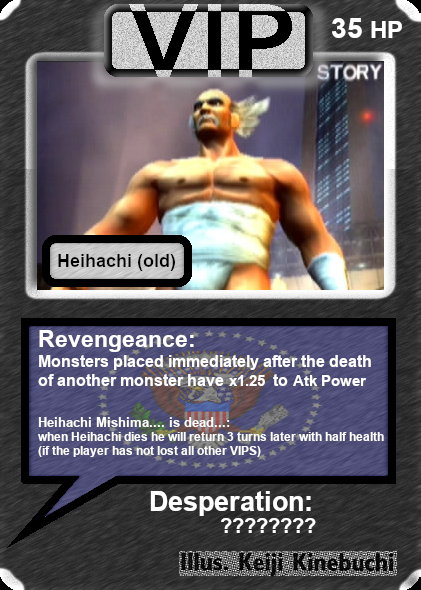 VIP
35 HP
STORY
Heihachi (old)
Revengeance:
Monsters placed immediately after the death
of another monster have x1.25 to Atk Power
Heihachi Mishima.... is dead...:
when Heihachi dies he will return 3 turns later with half health
(if the player has not lost all other VIPS)
Desperation:
????????
Illus. Keiji Kinebuchi